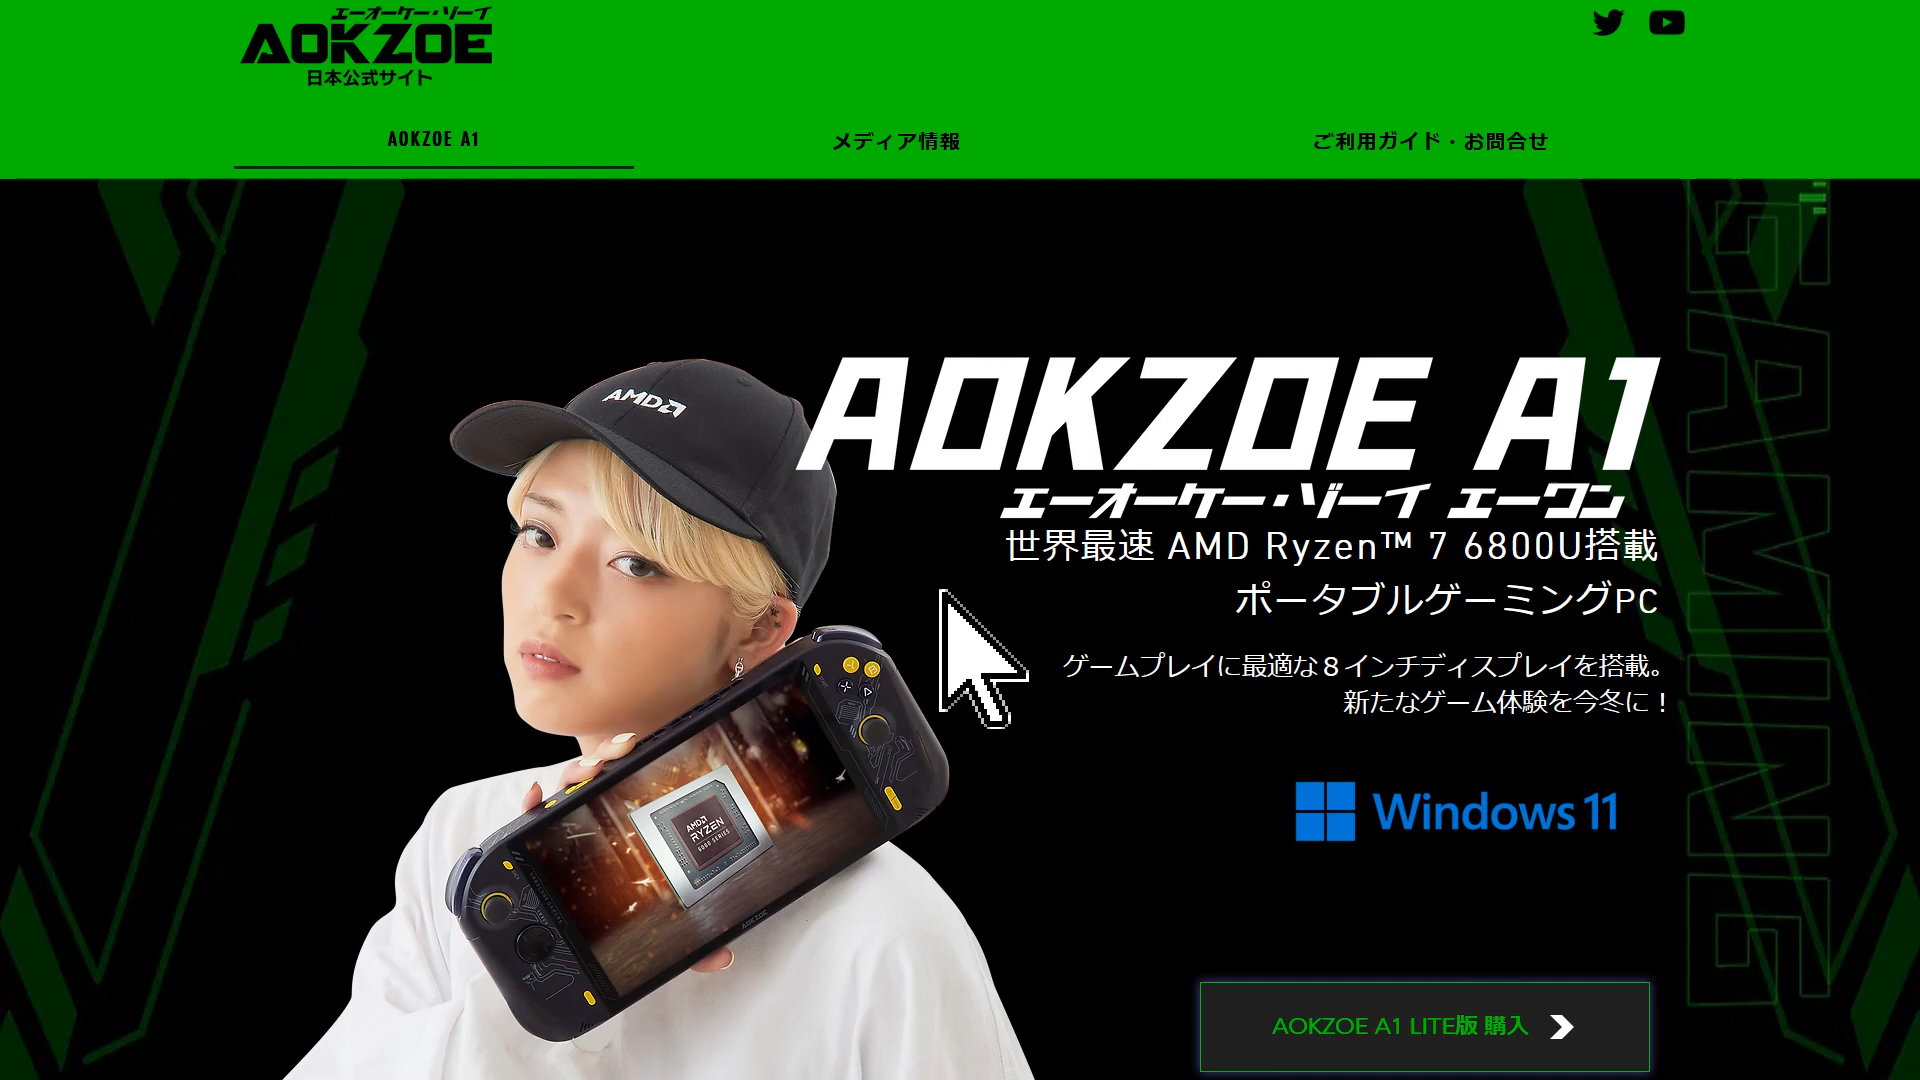 エーオーケー・ゾーイ
AOKZOE
日本公式サイト
AOKZOE A1
メディア情報
ご利用ガイド・お問合せ
GAMING
AMD
AOKZOE A1
エーオーケー・ゾーイ エーワン
世界最速 AMD Ryzen™ 7 6800U搭載
ポータブルゲーミングPC
ゲームプレイに最適な８インチディスプレイを搭載。
新たなゲーム体験を今冬に！
AMD
RYZEN
6000 SERIES
AOKZOE
Windows 11
AOKZOE A1 LITE版 購入